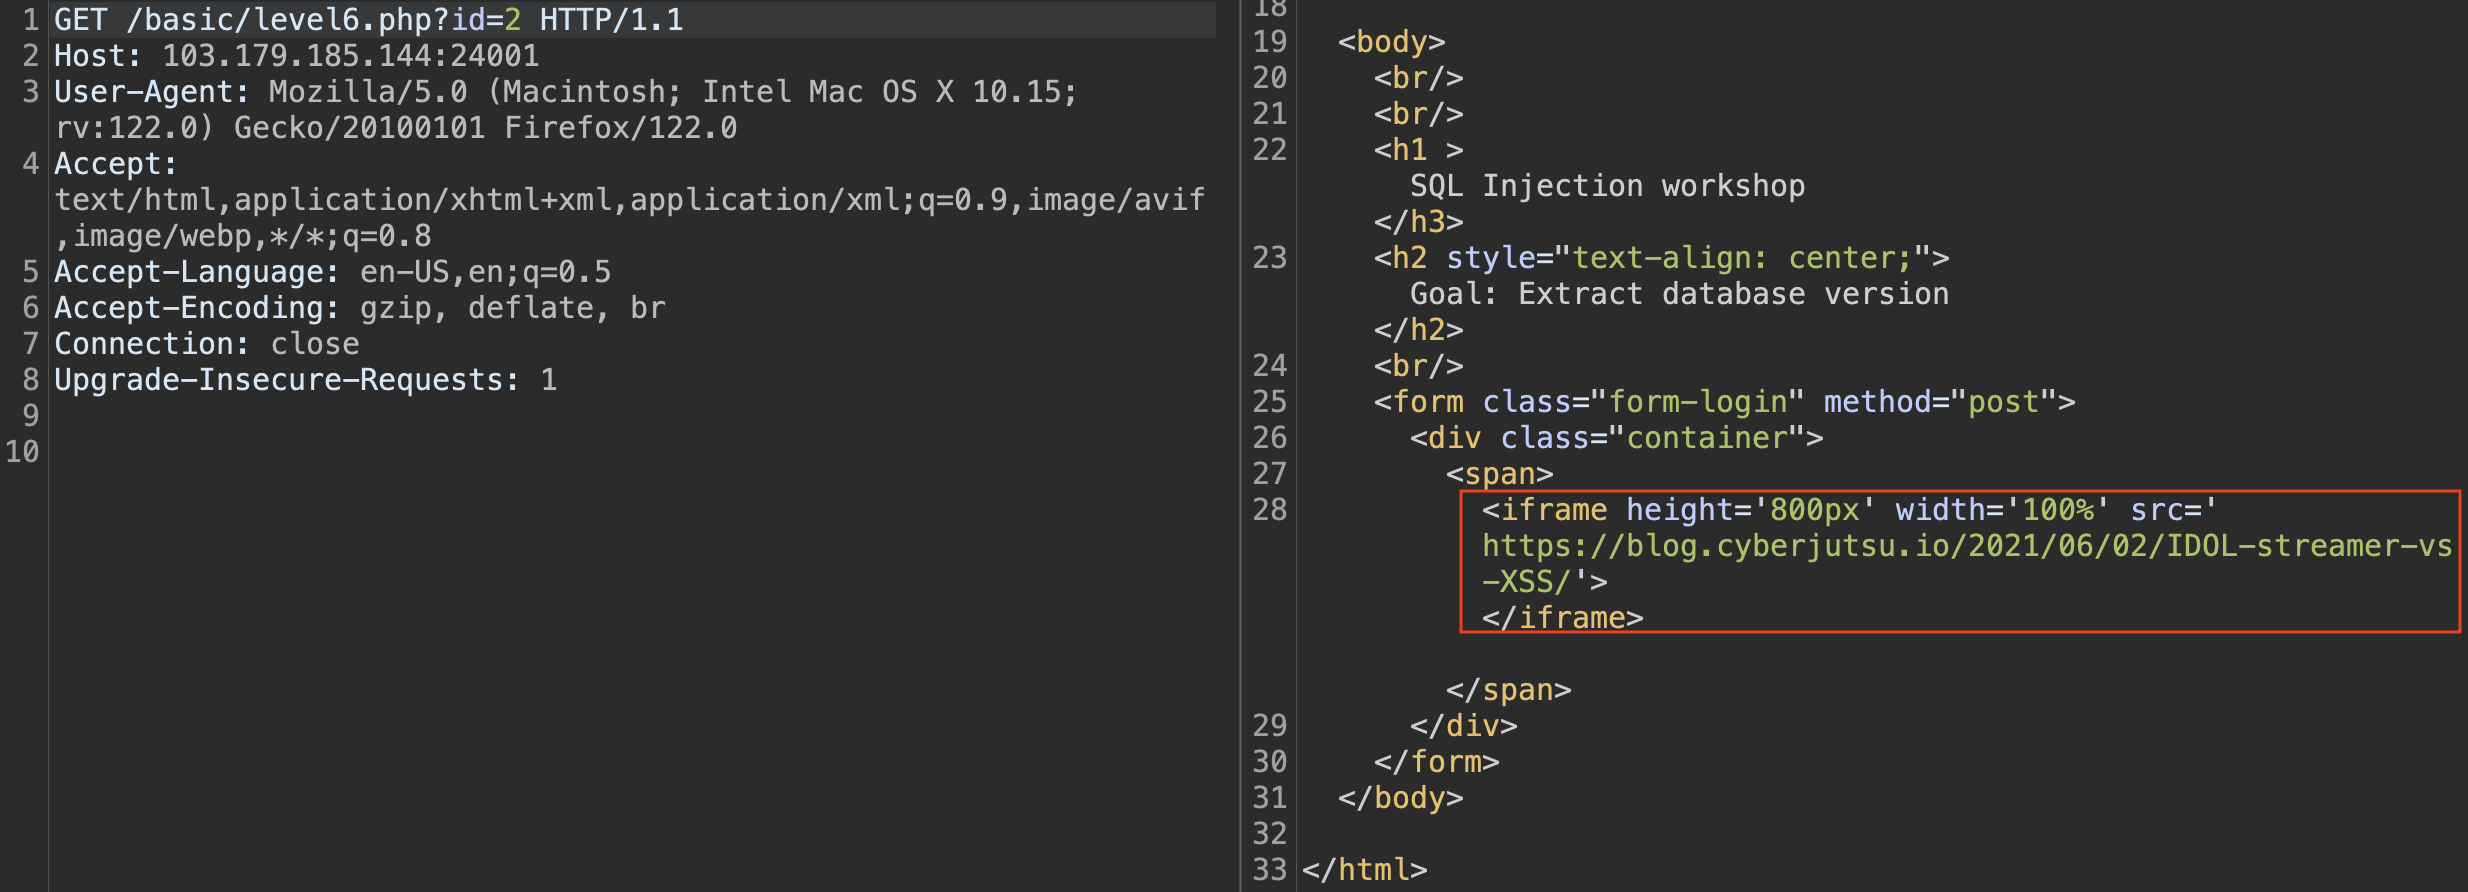 1 GET /basic/level6.php?id=2 HTTP/1.1
2 Host: 103.179.185.144:24001
3 User-Agent: Mozilla/5.0 (Macintosh; Intel Mac OS X 10.15;
rv:122.0) Gecko/20100101 Firefox/122.0
4 Accept:
text/html,application/xhtml+xml,application/xml;q=0.9,image/avif
,image/webp,*/*;q=0.8
5 Accept-Language: en-US,en;q=0.5
6 Accept-Encoding: gzip, deflate, br
7 Connection: close
8 Upgrade-Insecure-Requests: 1
9
10
18
19 <body>
20 <br/>
21 <br/>
22 <h1 >
SQL Injection workshop
</h3>
23 <h2 style="text-align: center;">
Goal: Extract database version
</h2>
24 <br/>
25 <form class="form-login" method="post">
26 <div class="container">
27 <span>
28 <iframe height='800px' width='100%' src='
https://blog.cyberjutsu.io/2021/06/02/IDOL-streamer-vs
-XSS/'>
</iframe>
</span>
29 </div>
30 </form>
31 </body>
32
33 </html>